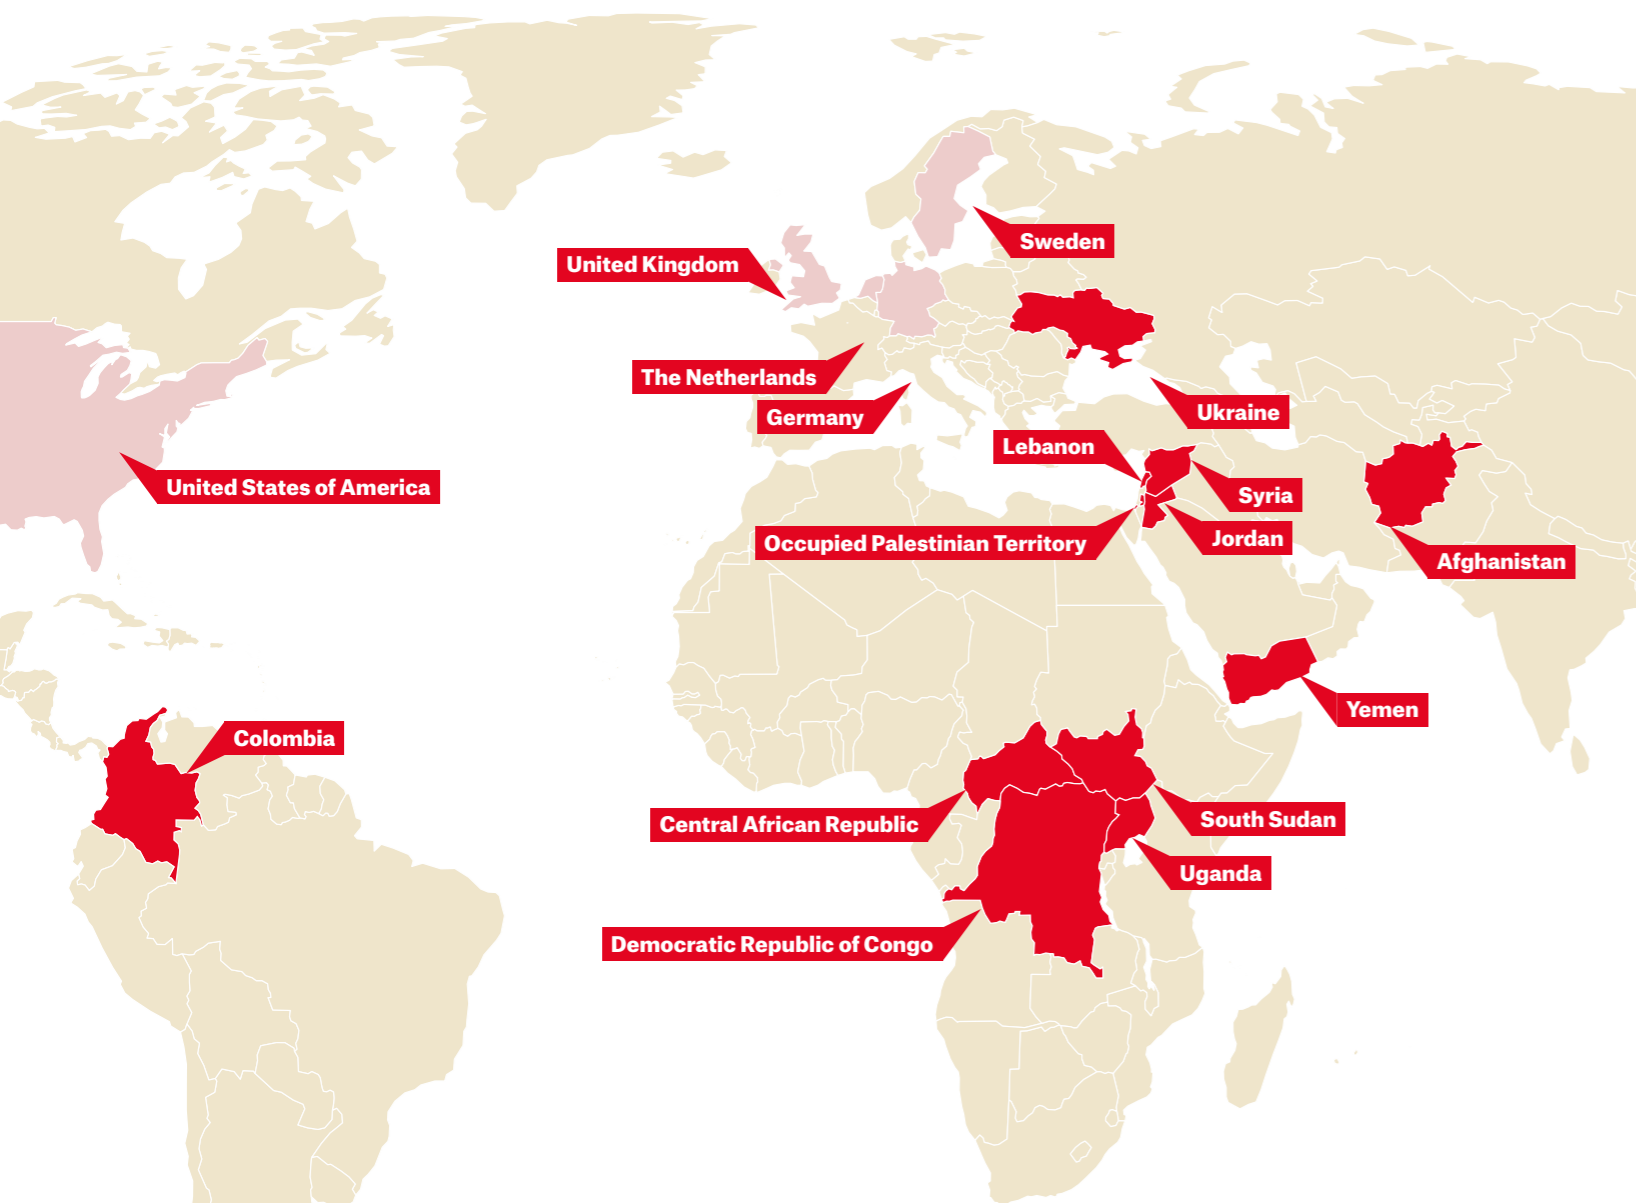 Sweden
United Kingdom
The Netherlands
Germany
Ukraine
Lebanon
United States of America
Syria
Occupied Palestinian Territory
Jordan
Afghanistan
Yemen
Colombia
Central African Republic
South Sudan
Uganda
Democratic Republic of Congo